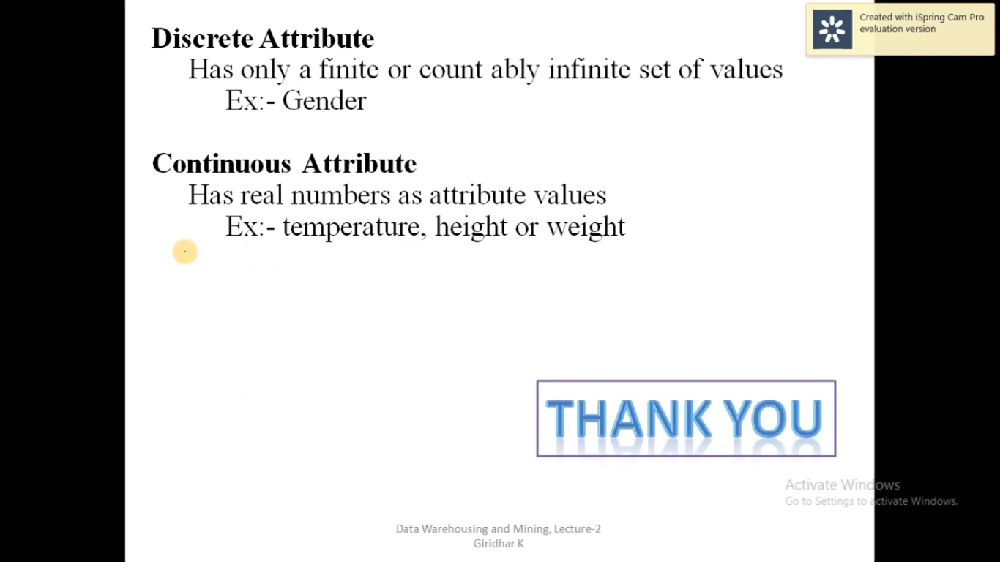 Discrete Attribute
Has only a finite or count ably infinite set of values
Ex:- Gender
Continuous Attribute
Has real numbers as attribute values
Ex:- temperature, height or weight
THANK YOU
Data Warehousing and Mining, Lecture-2
Giridhar K
Created with iSpring Cam Pro
evaluation version
Activate Windows
Go to Settings to activate Windows.